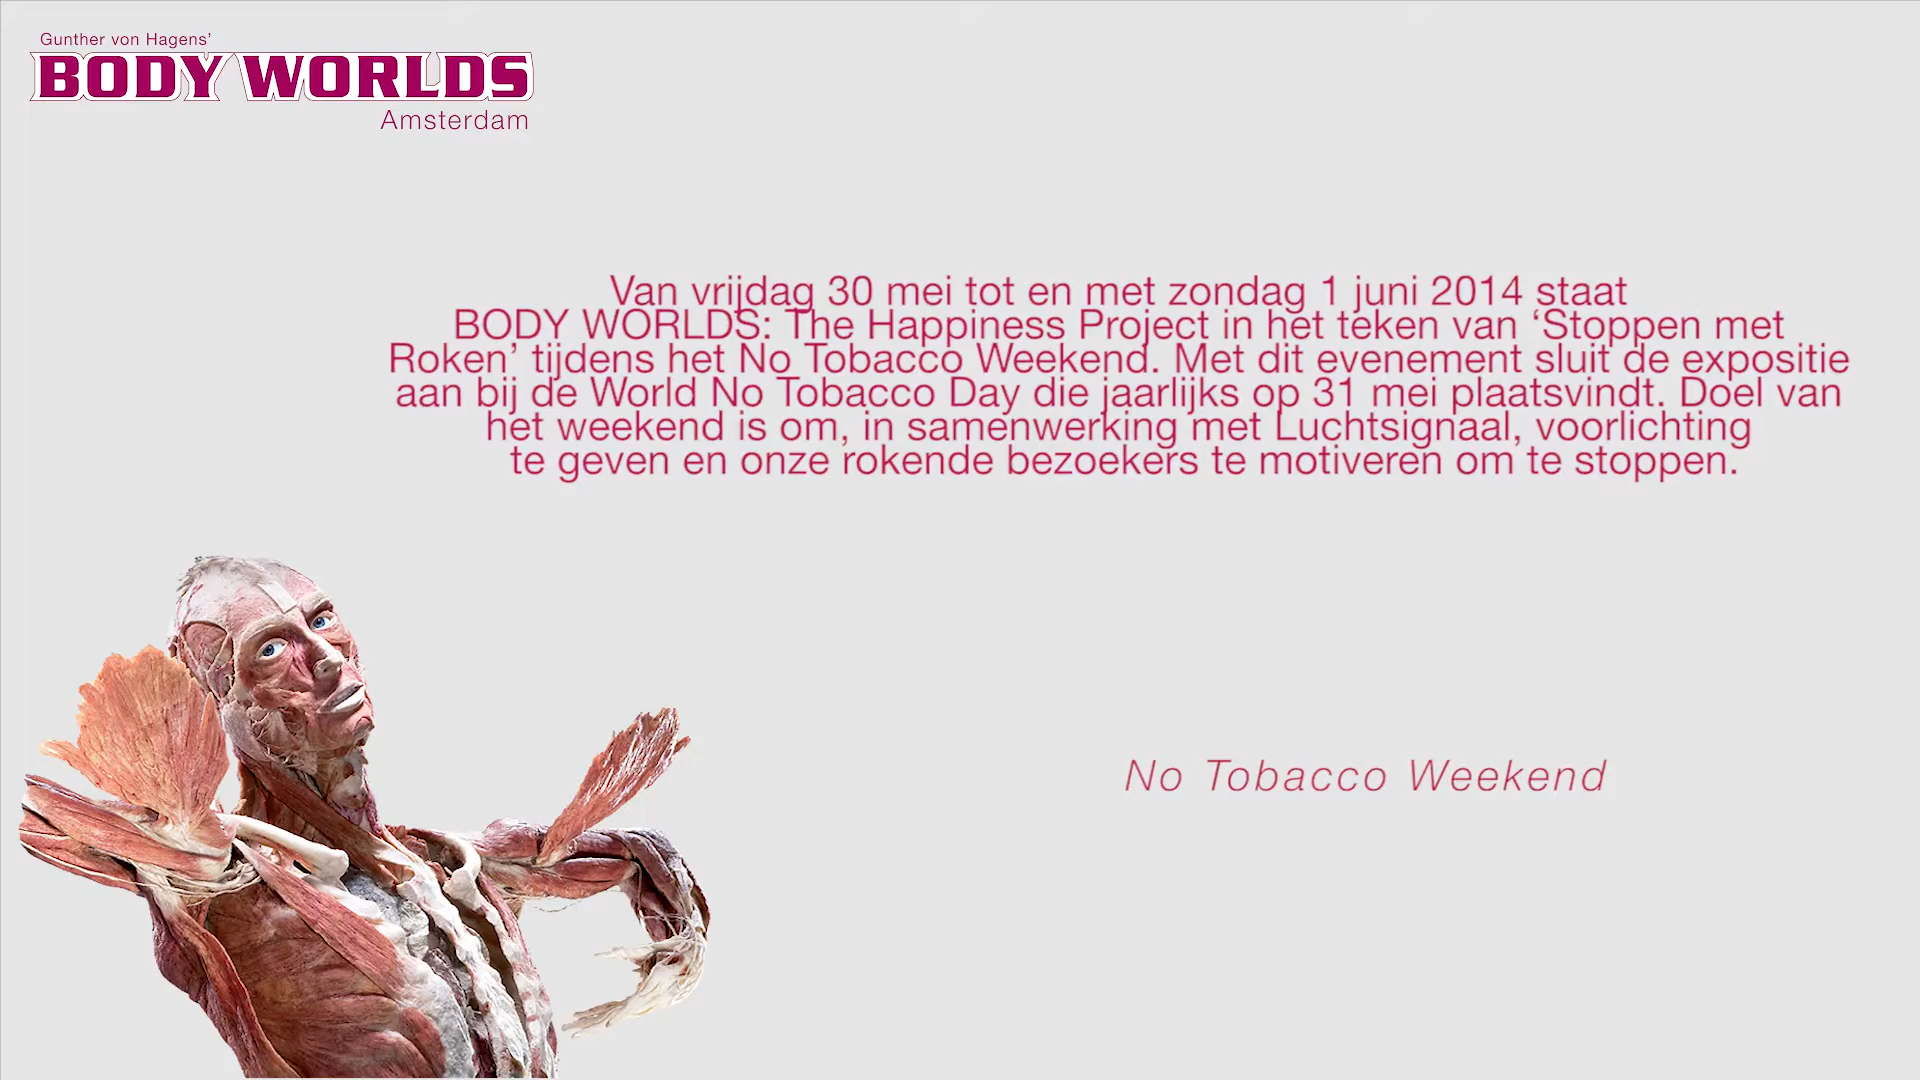 Gunther von Hagens’
BODY WORLDS
Amsterdam
Van vrijdag 30 mei tot en met zondag 1 juni 2014 staat
BODY WORLDS: The Happiness Project in het teken van ‘Stoppen met
Roken’ tijdens het No Tobacco Weekend. Met dit evenement sluit de expositie
aan bij de World No Tobacco Day die jaarlijks op 31 mei plaatsvindt. Doel van
het weekend is om, in samenwerking met Luchtsignaal, voorlichting
te geven en onze rokende bezoekers te motiveren om te stoppen.
No Tobacco Weekend